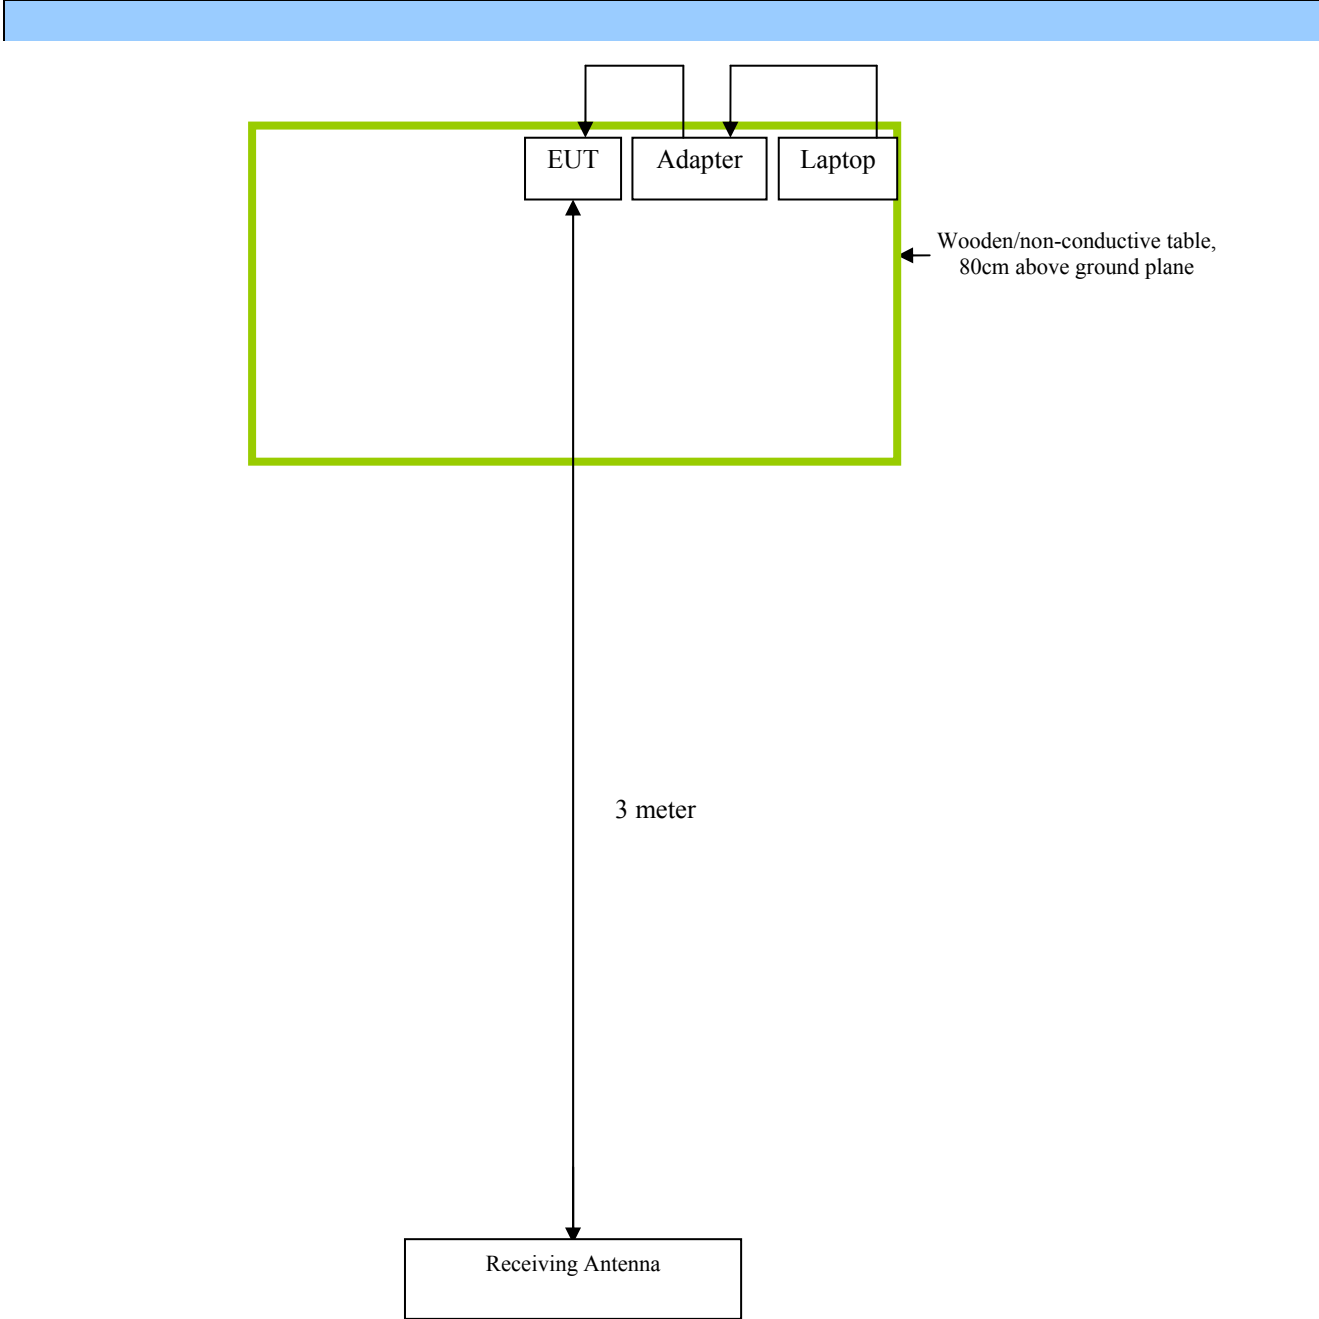 EUT Adapter Laptop
Wooden/non-conductive table,
80cm above ground plane
3 meter
Receiving Antenna